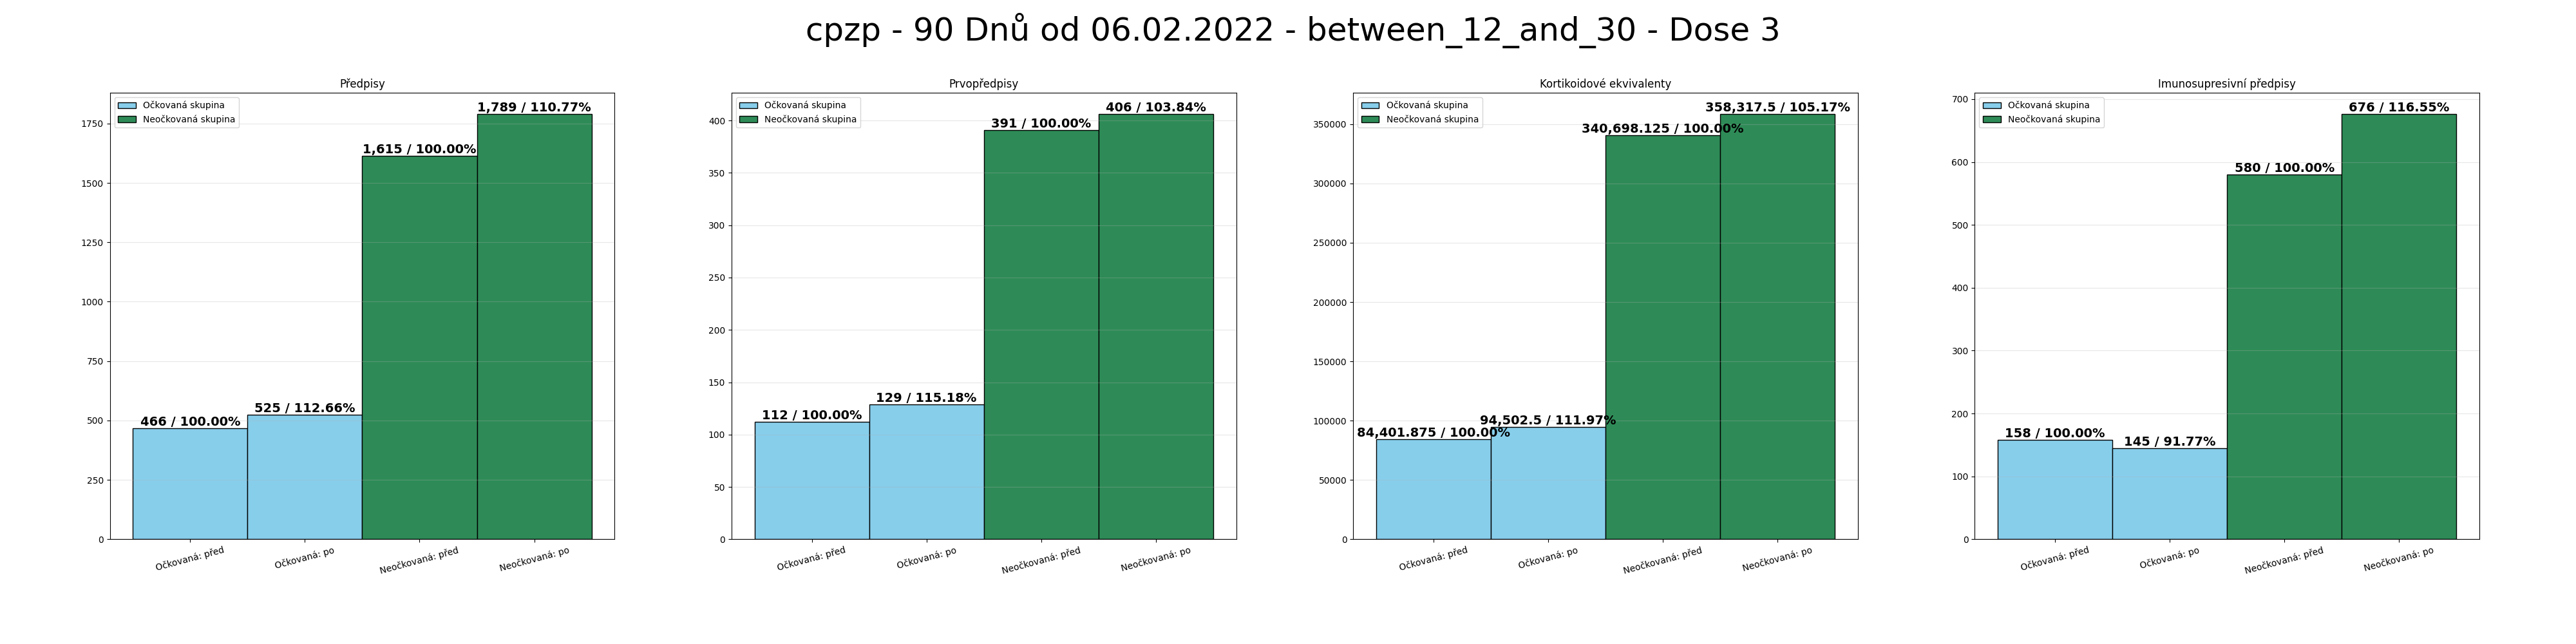 cpzp - 90 Dnů od 06.02.2022 - between_12_and_30 - Dose 3
Předpisy
Očkovaná skupina
Neočkovaná skupina
1,789 / 110.77%
1,615 / 100.00%
525 / 112.66%
466 / 100.00%
1750
1500
1250
1000
750
500
250
0
Očkovaná: před
Očkovaná: po
Neočkovaná: před
Neočkovaná: po
Prvopředpisy
Očkovaná skupina
Neočkovaná skupina
406 / 103.84%
391 / 100.00%
129 / 115.18%
112 / 100.00%
400
350
300
250
200
150
100
50
0
Očkovaná: před
Očkovaná: po
Neočkovaná: před
Neočkovaná: po
Kortikoidové ekvivalenty
Očkovaná skupina
Neočkovaná skupina
358,317.5 / 105.17%
340,698.125 / 100.00%
94,502.5 / 111.97%
84,401.875 / 100.00%
350000
300000
250000
200000
150000
100000
50000
0
Očkovaná: před
Očkovaná: po
Neočkovaná: před
Neočkovaná: po
Imunosupresivní předpisy
Očkovaná skupina
Neočkovaná skupina
676 / 116.55%
580 / 100.00%
158 / 100.00%
145 / 91.77%
700
600
500
400
300
200
100
0
Očkovaná: před
Očkovaná: po
Neočkovaná: před
Neočkovaná: po